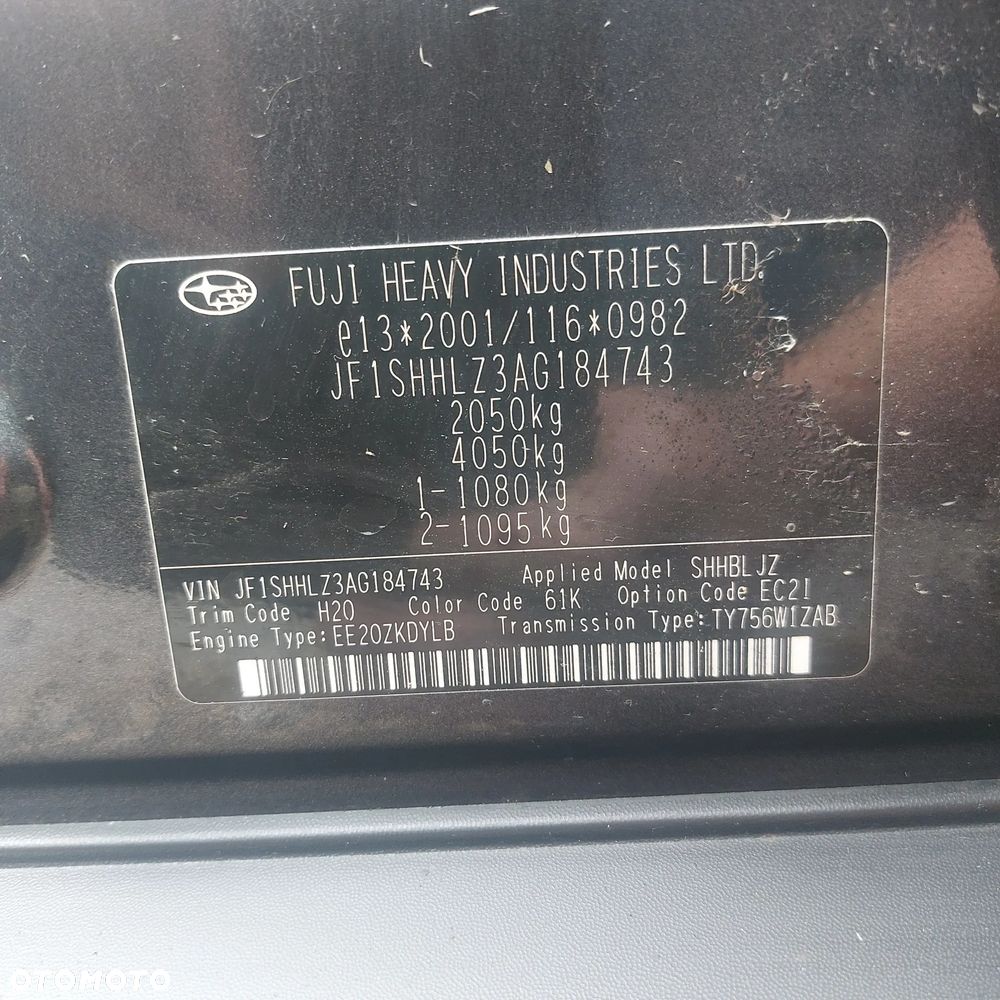 FUJI HEAVY INDUSTRIES LTD.
e13*2001/116*0982
JF1SHHLZ3AG184743
2050kg
4050kg
1-1080kg
2-1095kg
VIN JF1SHHLZ3AG184743 Applied Model SHHBLJZ
Trim Code H20 Color Code 61K Option Code EC21
Engine Type: EE20ZKDYLB Transmission Type: TY756W1ZAB
OTOMOTO